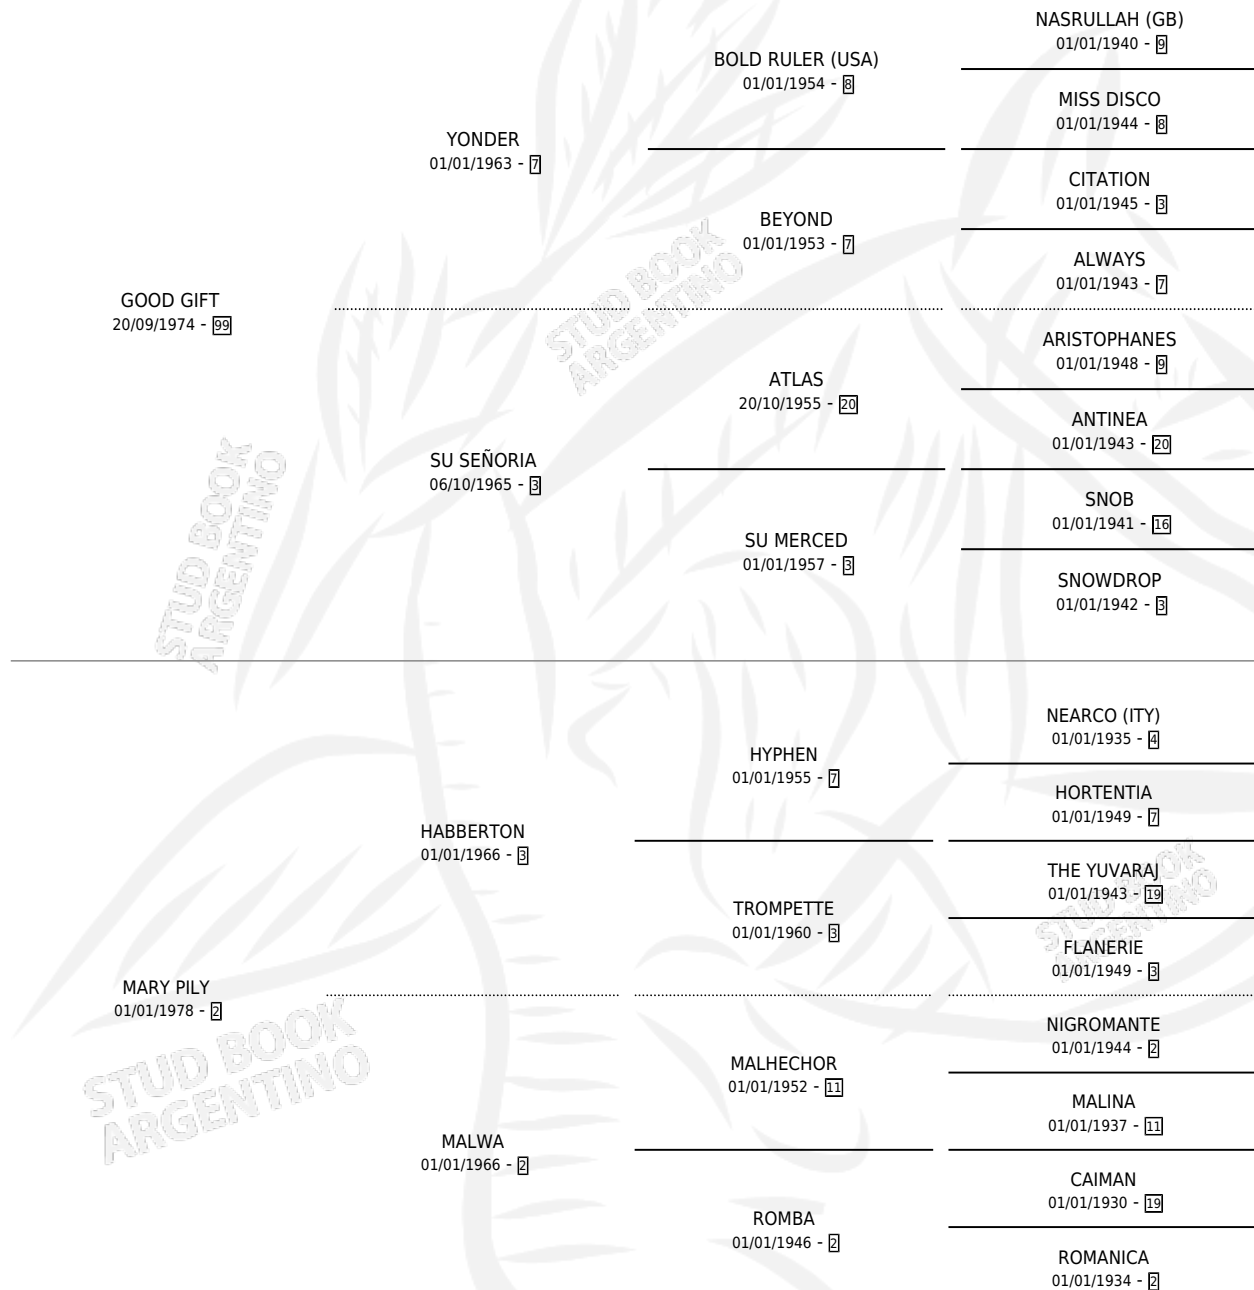 NASRULLAH (GB)
01/01/1940 - 9
BOLD RULER (USA)
01/01/1954 - 8
MISS DISCO
01/01/1944 - 8
YONDER
01/01/1963 - 7
CITATION
01/01/1945 - 3
BEYOND
01/01/1953 - 7
ALWAYS
01/01/1943 - 7
GOOD GIFT
20/09/1974 - 99
ARISTOPHANES
01/01/1948 - 9
ATLAS
20/10/1955 - 20
ANTINEA
01/01/1943 - 20
SU SEÑORIA
06/10/1965 - 3
SNOB
01/01/1941 - 16
SU MERCED
01/01/1957 - 3
SNOWDROP
01/01/1942 - 3
NEARCO (ITY)
01/01/1935 - 4
HYPHEN
01/01/1955 - 7
HORTENTIA
01/01/1949 - 7
HABBERTON
01/01/1966 - 3
THE YUVARAJ
01/01/1943 - 19
TROMPETTE
01/01/1960 - 3
FLANERIE
01/01/1949 - 3
MARY PILY
01/01/1978 - 2
NIGROMANTE
01/01/1944 - 2
MALHECHOR
01/01/1952 - 11
MALINA
01/01/1937 - 11
MALWA
01/01/1966 - 2
CAIMAN
01/01/1930 - 19
ROMBA
01/01/1946 - 2
ROMANICA
01/01/1934 - 2
STUD BOOK
ARGENTINO
STUD BOOK
ARGENTINO
STUD BOOK
ARGENTINO
STUD BOOK
ARGENTINO